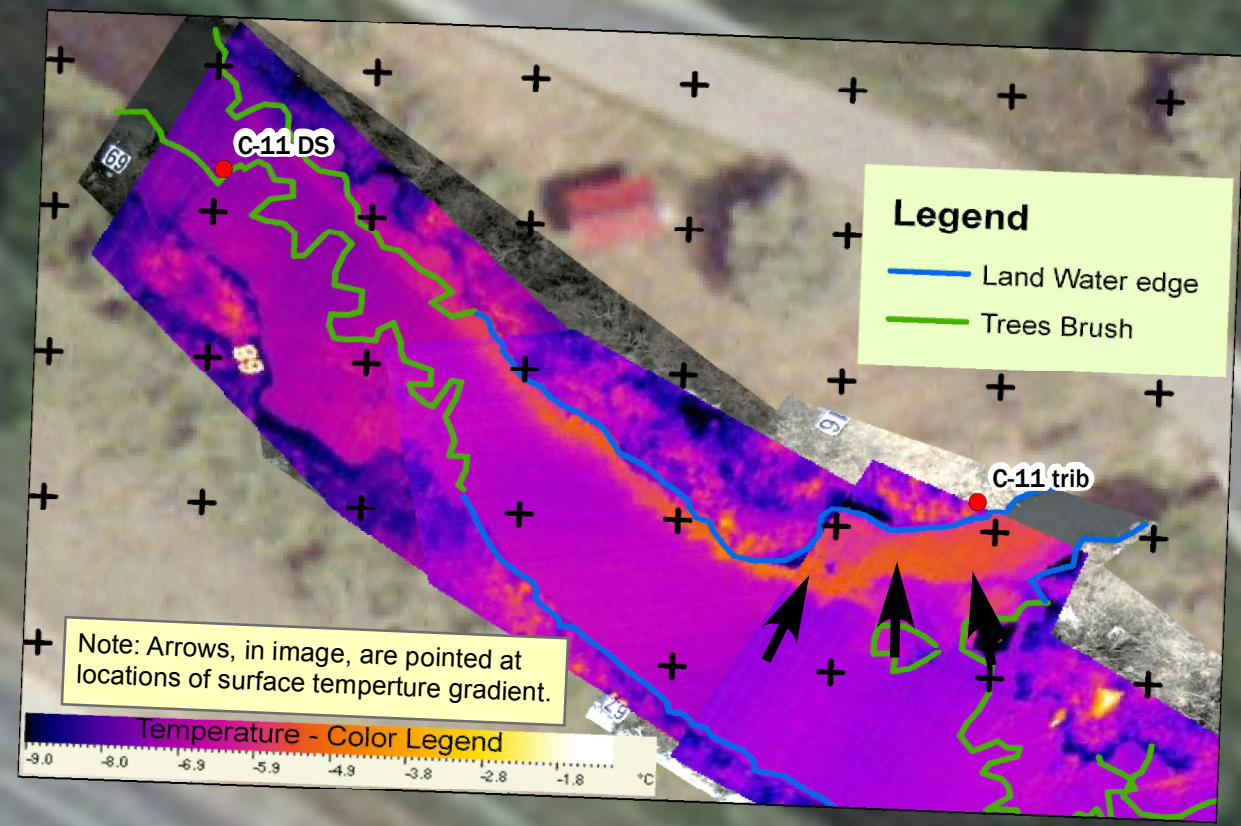 69
C-11 DS
Legend
Land Water edge
Trees Brush
68
91
C-11 trib
Note: Arrows, in image, are pointed at
locations of surface temperture gradient.
67
Temperature - Color Legend
-9.0 -8.0 -6.9 -5.9 -4.9 -3.8 -2.8 -1.8 °C